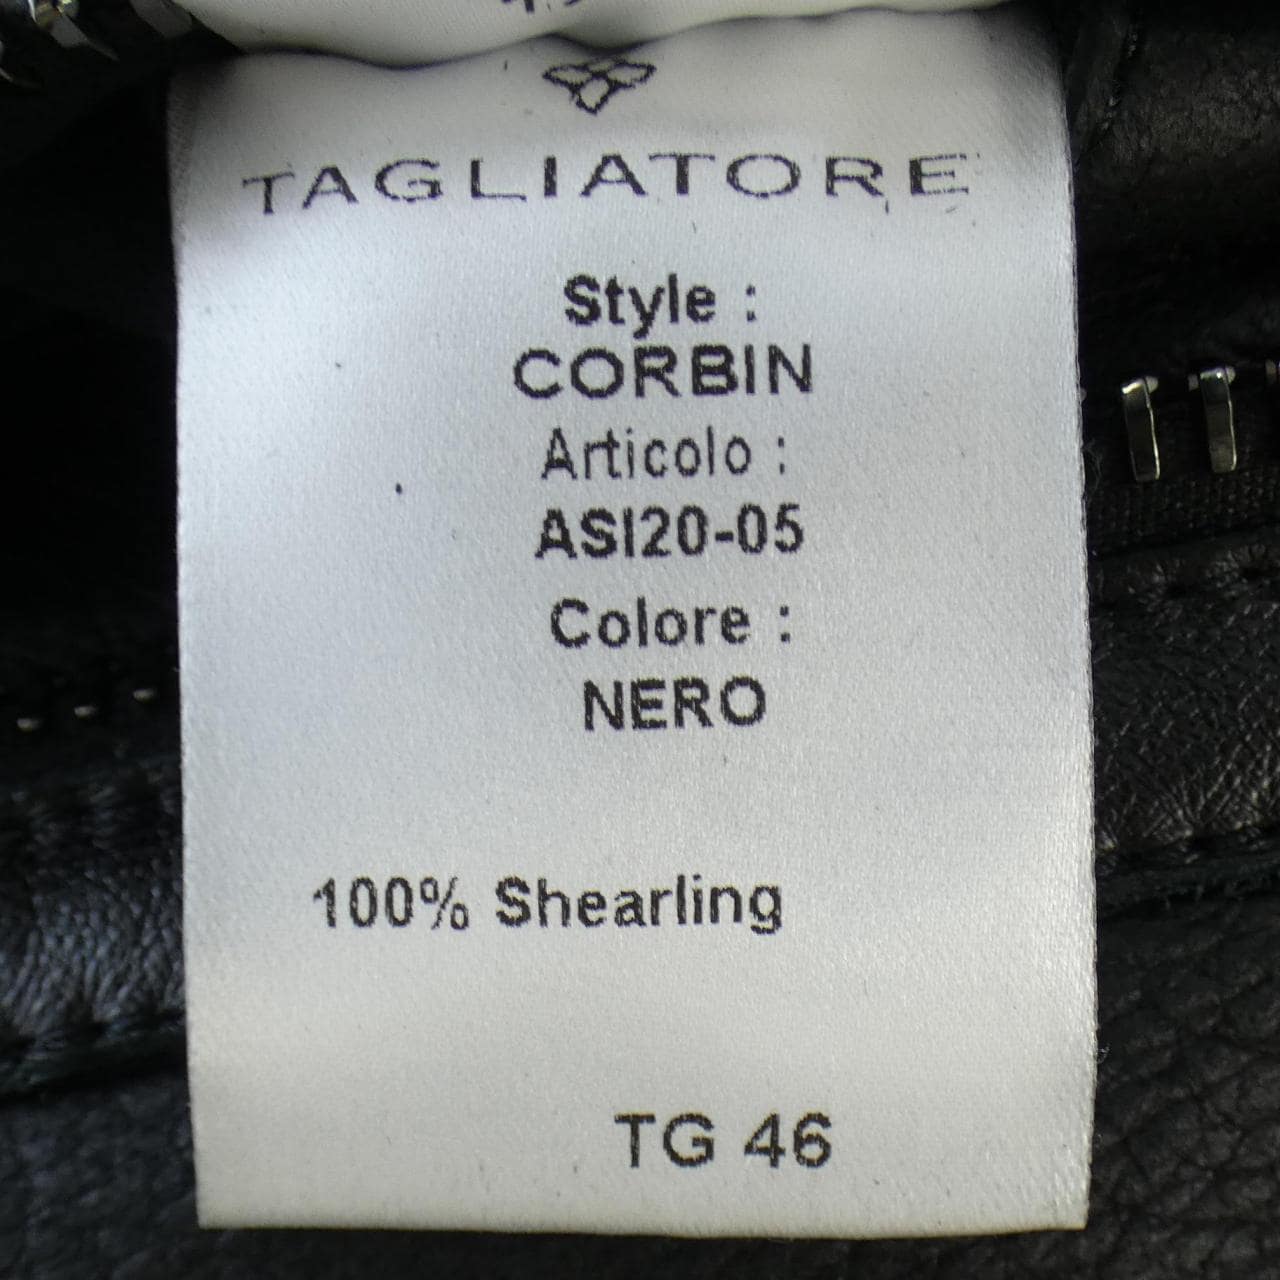 TAGLIATORE
Style :
CORBIN
Articolo :
ASI20-05
Colore :
NERO
100% Shearling
TG 46